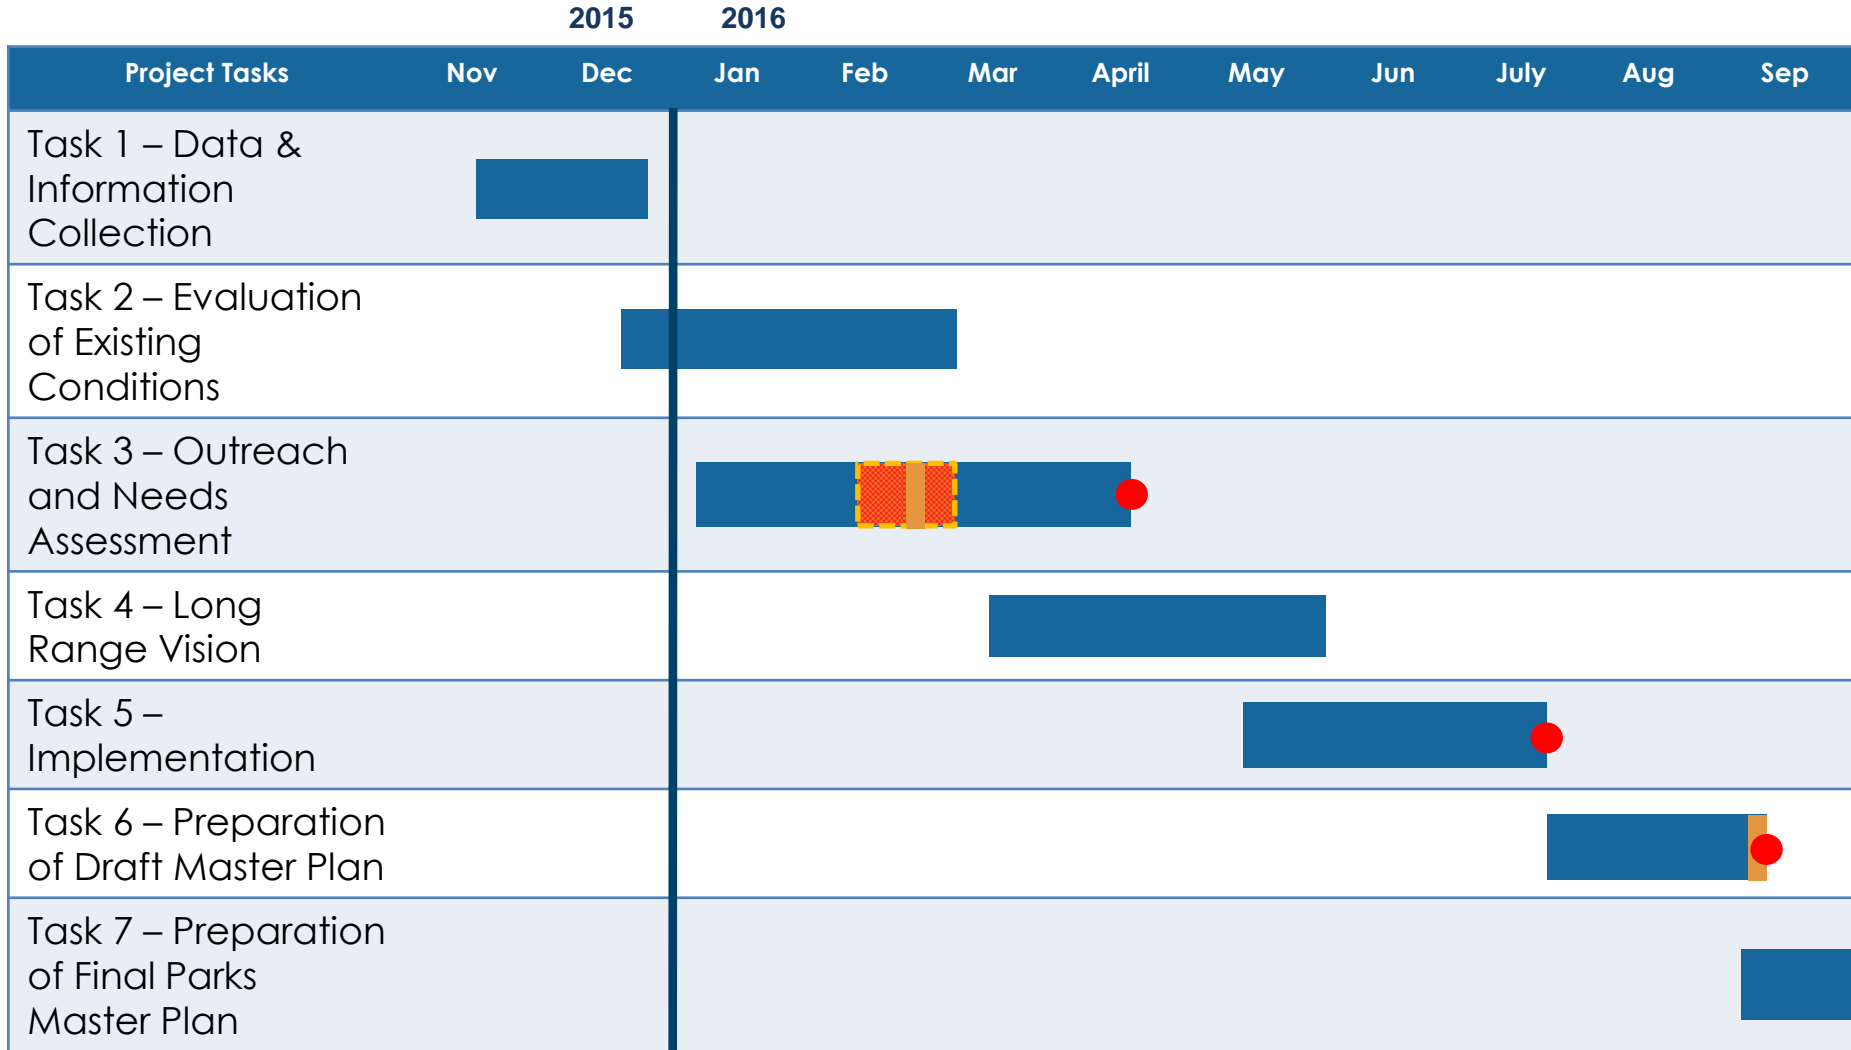 2015 2016
Project Tasks Nov Dec Jan Feb Mar April May Jun July Aug Sep
Task 1 – Data &
Information
Collection
Task 2 – Evaluation
of Existing
Conditions
Task 3 – Outreach
and Needs
Assessment
Task 4 – Long
Range Vision
Task 5 –
Implementation
Task 6 – Preparation
of Draft Master Plan
Task 7 – Preparation
of Final Parks
Master Plan